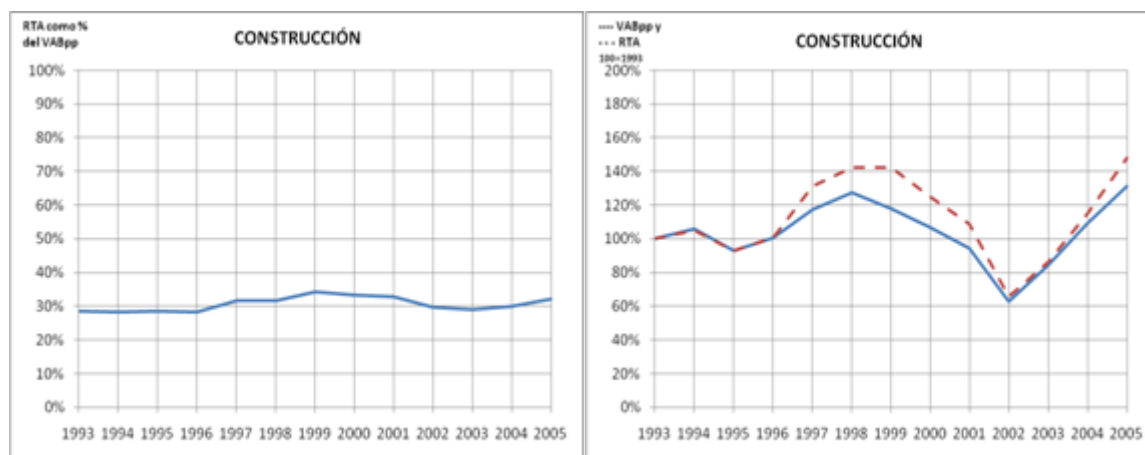 RTA como %
del VABpp
CONSTRUCCIÓN
100%
90%
80%
70%
60%
50%
40%
30%
20%
10%
0%
1993 1994 1995 1996 1997 1998 1999 2000 2001 2002 2003 2004 2005
---- VABpp y
- - - RTA
100=1993
CONSTRUCCIÓN
200%
180%
160%
140%
120%
100%
80%
60%
40%
20%
0%
1993 1994 1995 1996 1997 1998 1999 2000 2001 2002 2003 2004 2005